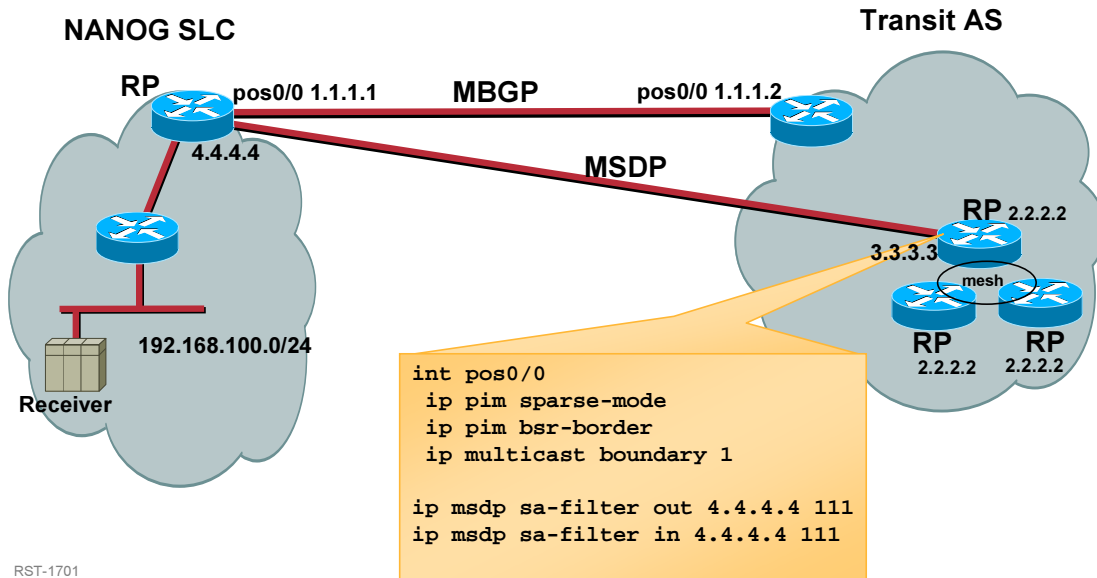 NANOG SLC
Transit AS
RP
pos0/0 1.1.1.1
MBGP
pos0/0 1.1.1.2
4.4.4.4
MSDP
RP 2.2.2.2
3.3.3.3
mesh
RP
2.2.2.2
RP
2.2.2.2
192.168.100.0/24
Receiver
int pos0/0
ip pim sparse-mode
ip pim bsr-border
ip multicast boundary 1
ip msdp sa-filter out 4.4.4.4 111
ip msdp sa-filter in 4.4.4.4 111
RST-1701